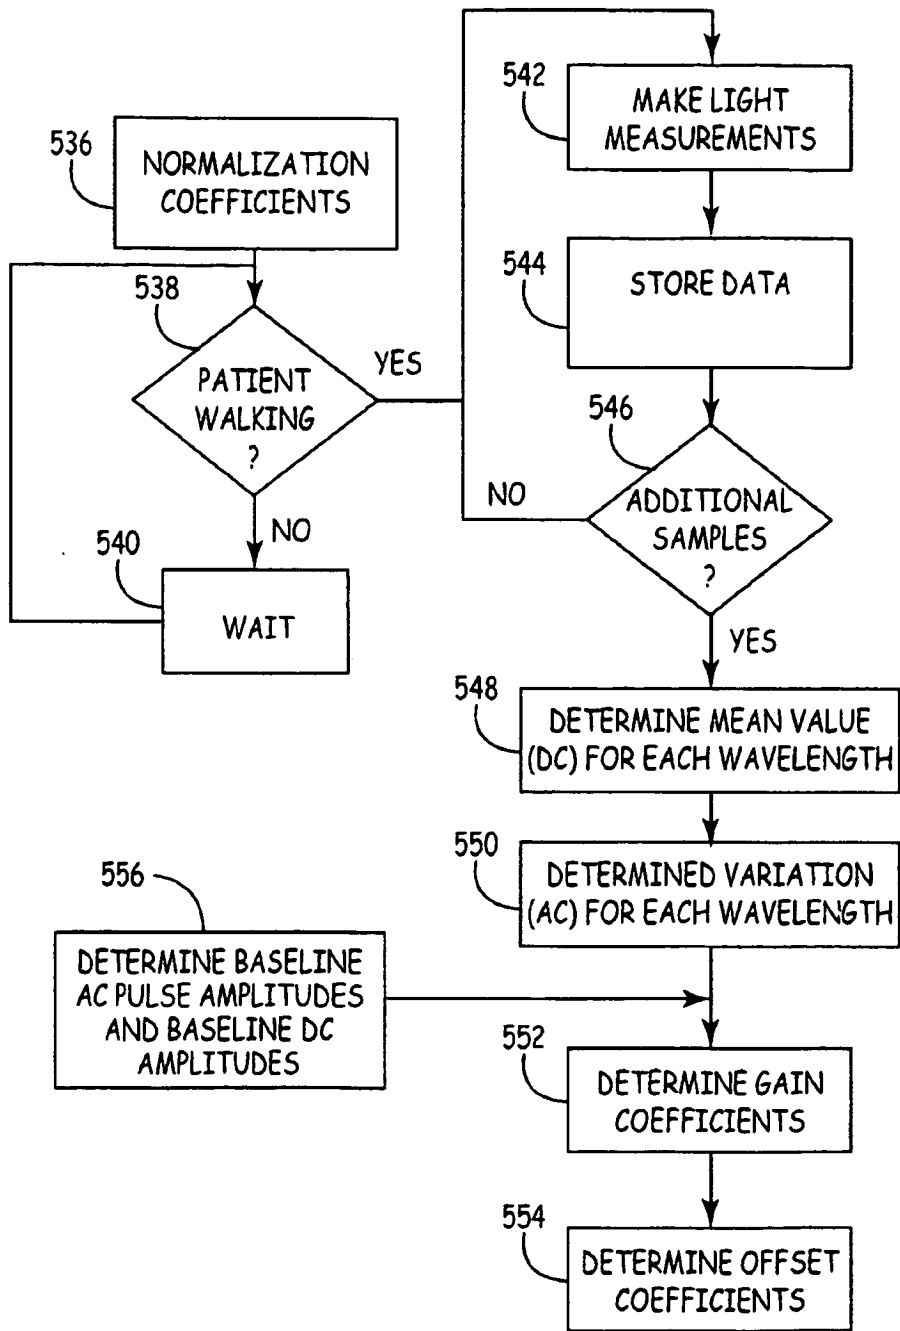 536
NORMALIZATION
COEFFICIENTS
538
PATIENT
WALKING
?
YES
NO
540
WAIT
542
MAKE LIGHT
MEASUREMENTS
544
STORE DATA
546
ADDITIONAL
SAMPLES
?
NO
YES
548
DETERMINE MEAN VALUE
(DC) FOR EACH WAVELENGTH
550
DETERMINED VARIATION
(AC) FOR EACH WAVELENGTH
556
DETERMINE BASELINE
AC PULSE AMPLITUDES
AND BASELINE DC
AMPLITUDES
552
DETERMINE GAIN
COEFFICIENTS
554
DETERMINE OFFSET
COEFFICIENTS